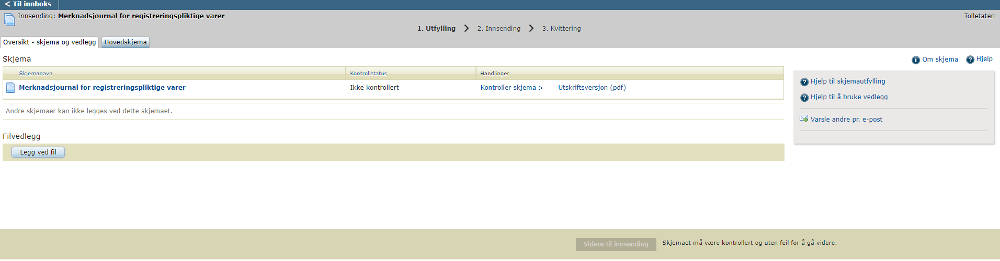 < Til innboks
Innsending: Merknadsjournal for registreringspliktige varer
Tolletaten
1. Utfylling > 2. Innsending > 3. Kvittering
Oversikt - skjema og vedlegg Hovedskjema
Skjema
Om skjema Hjelp
Skjemanavn Kontrollstatus Handlinger
Merknadsjournal for registreringspliktige varer Ikke kontrollert Kontroller skjema > Utskriftsversjon (pdf)
Andre skjemaer kan ikke legges ved dette skjemaet.
Hjelp til skjemautfylling
Hjelp til å bruke vedlegg
Varsle andre pr. e-post
Filvedlegg
Legg ved fil
Videre til innsending Skjemaet må være kontrollert og uten feil for å gå videre.